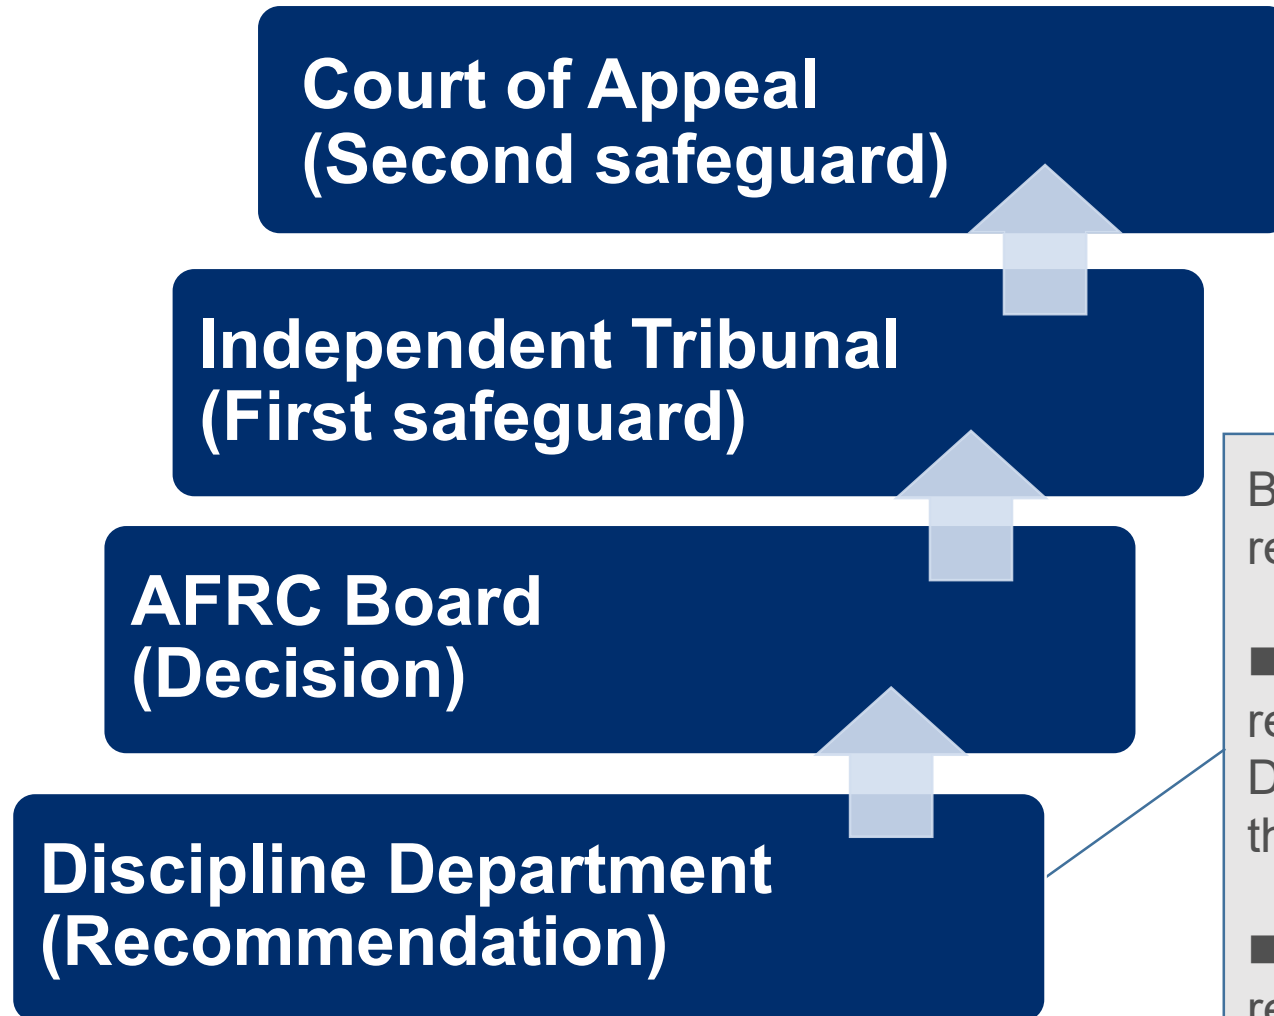 Court of Appeal
(Second safeguard)
Independent Tribunal
(First safeguard)
AFRC Board
(Decision)
Discipline Department
(Recommendation)